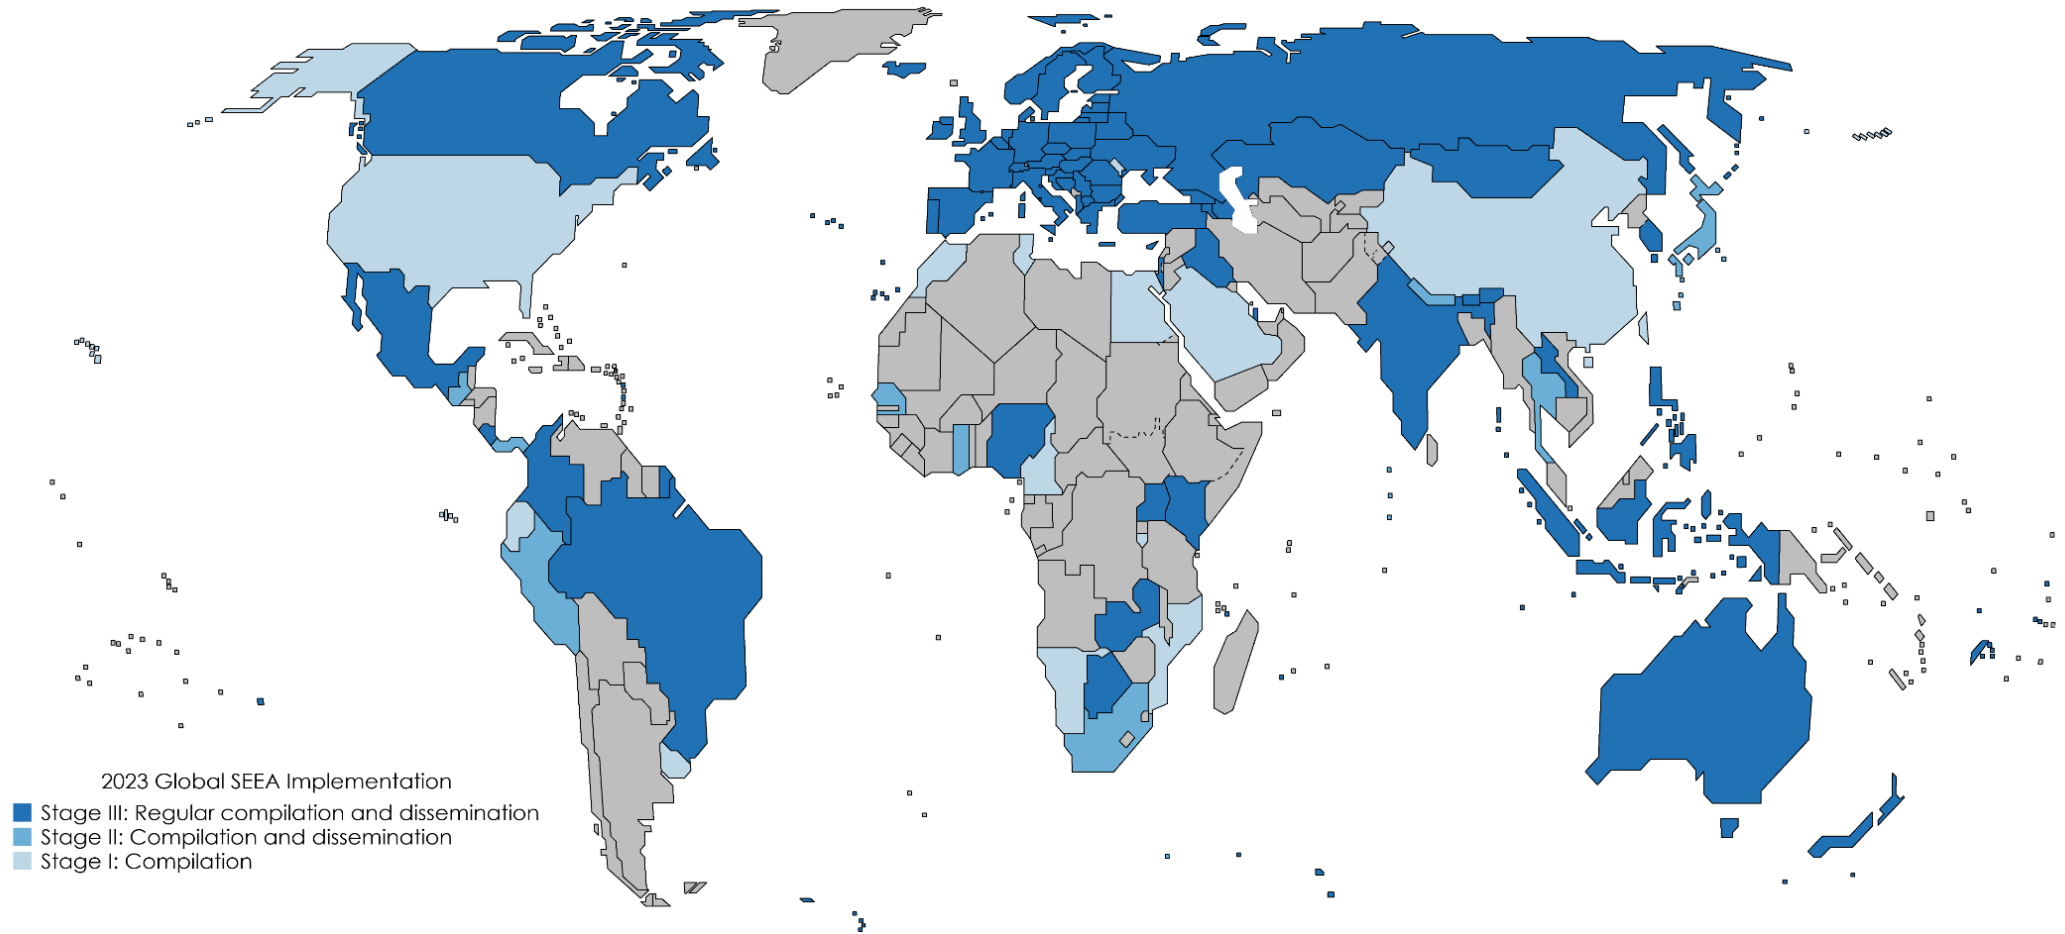 2023 Global SEEA Implementation
Stage III: Regular compilation and dissemination
Stage II: Compilation and dissemination
Stage I: Compilation